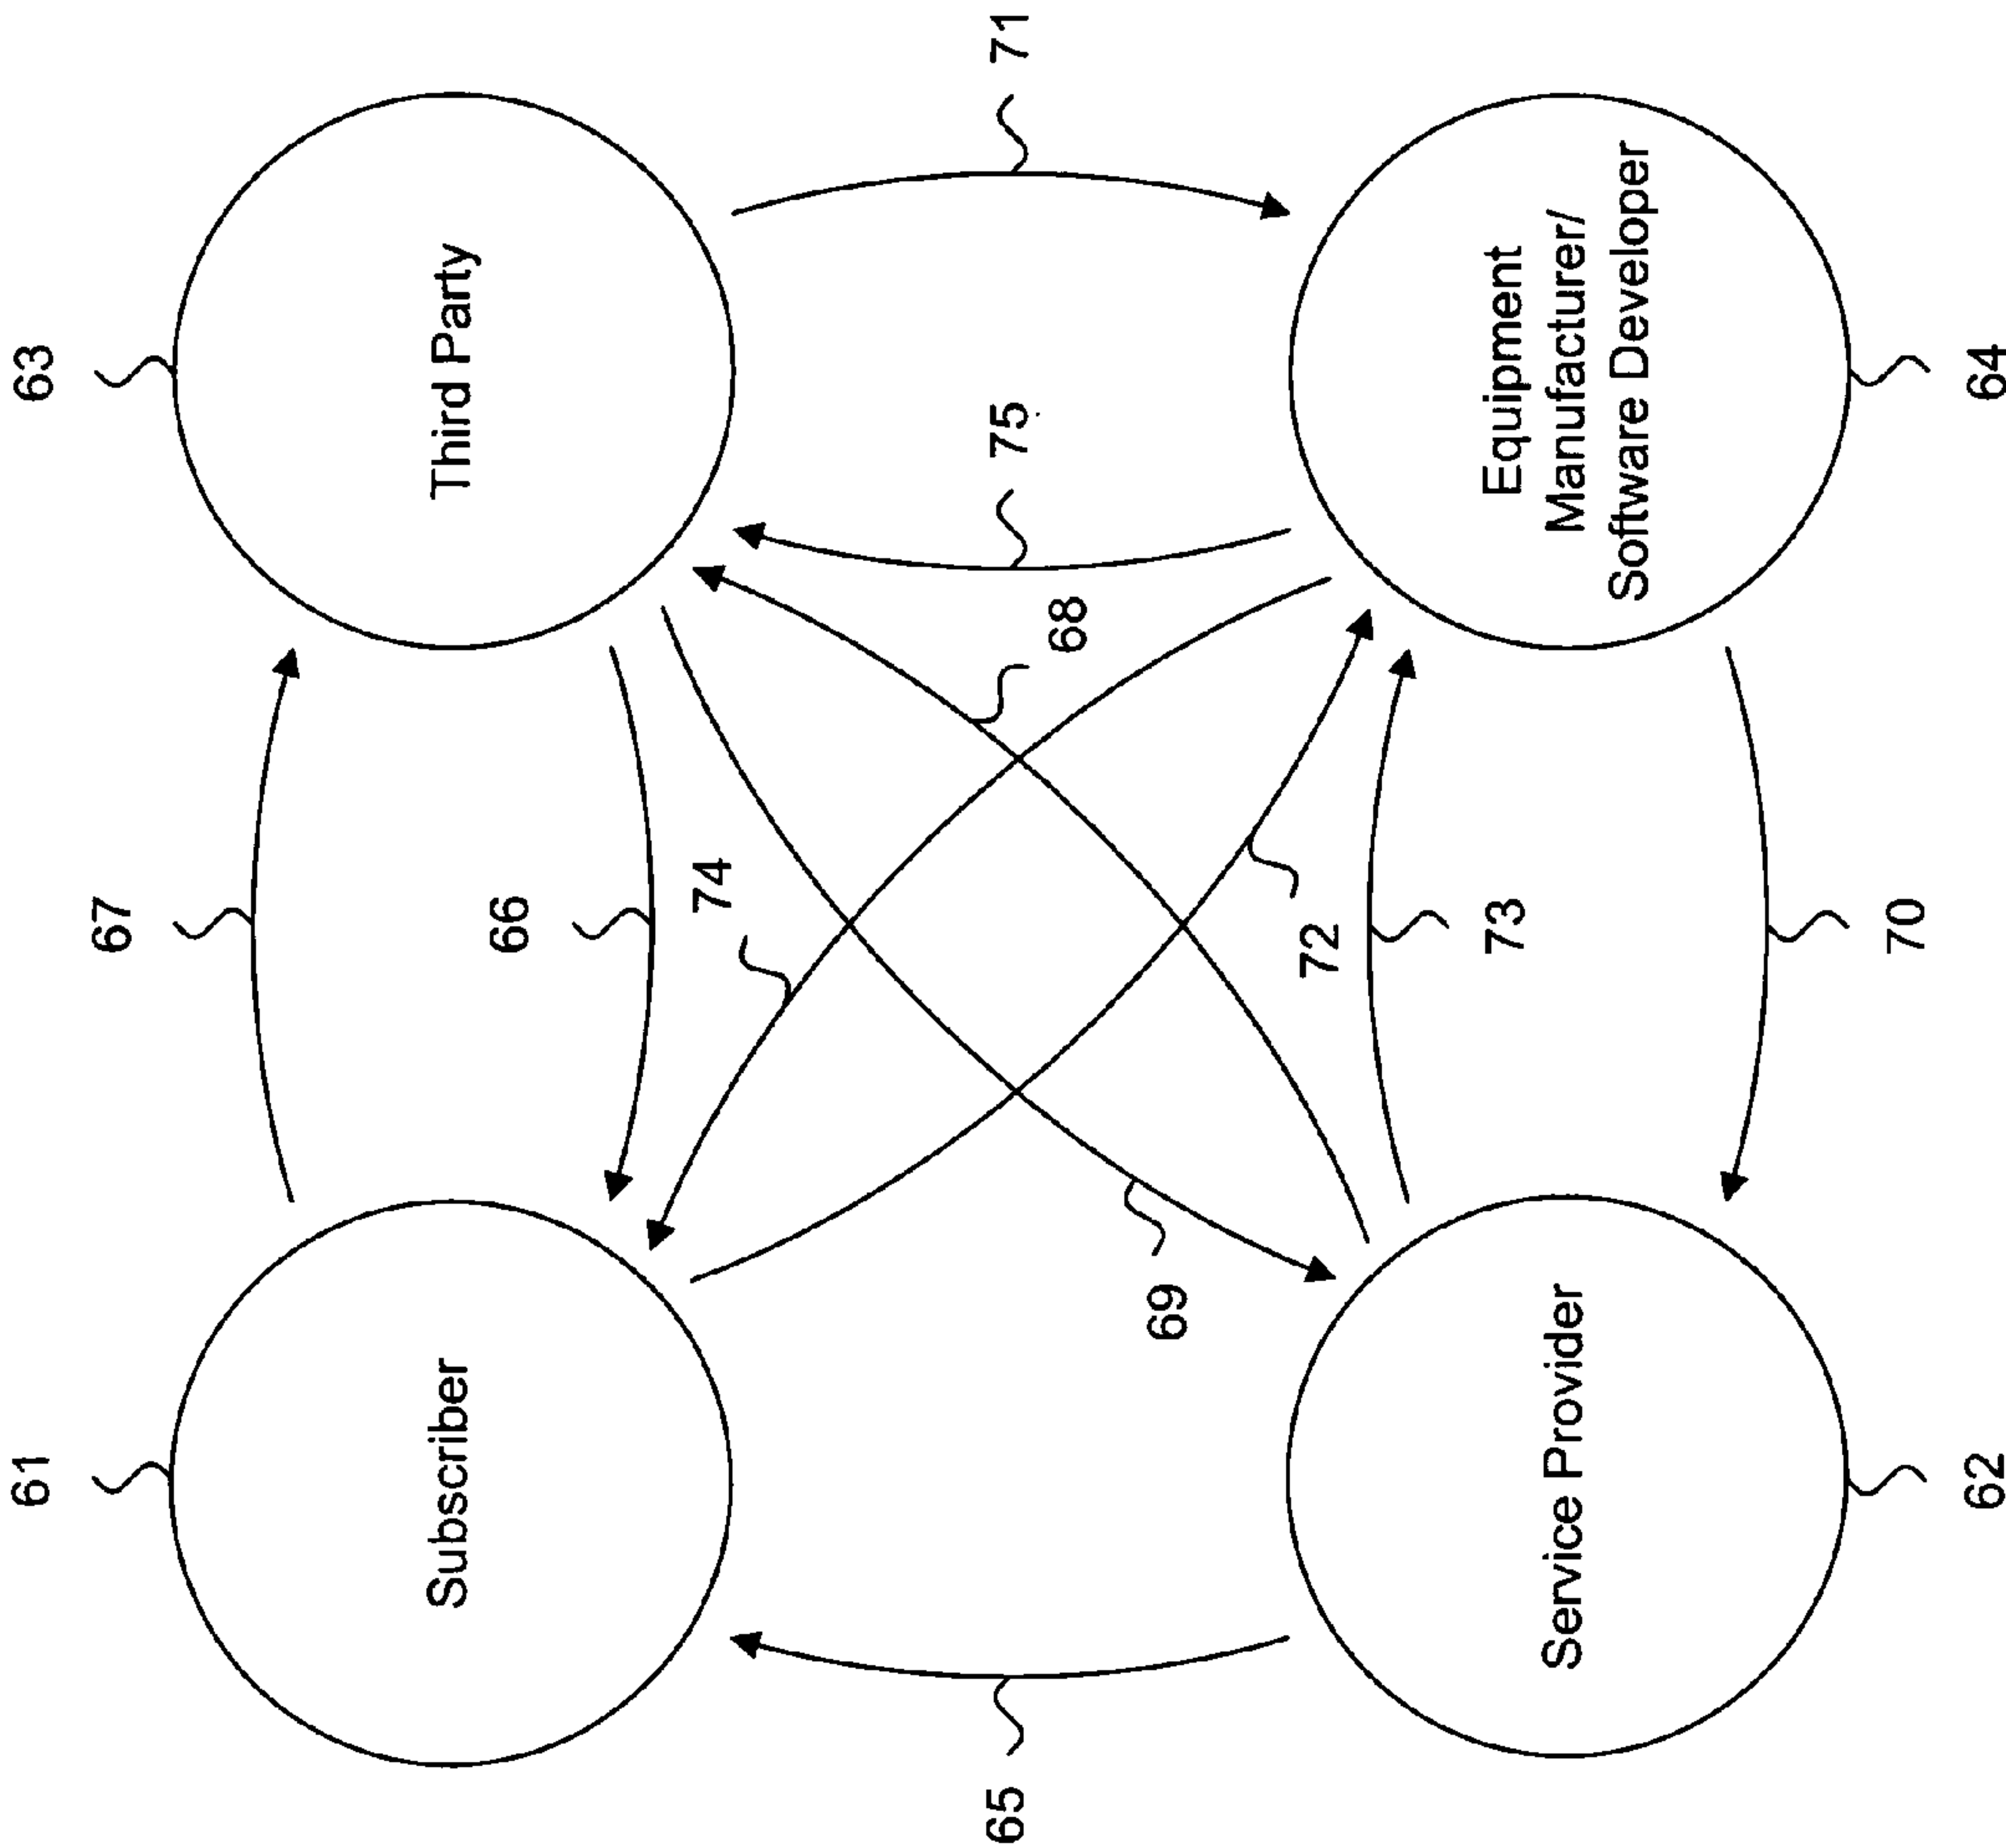 61
63
67
Subscriber
Third Party
66
74
65
75
71
68
69
72
73
Service Provider
Equipment
Manufacturer/
Software Developer
70
62
64